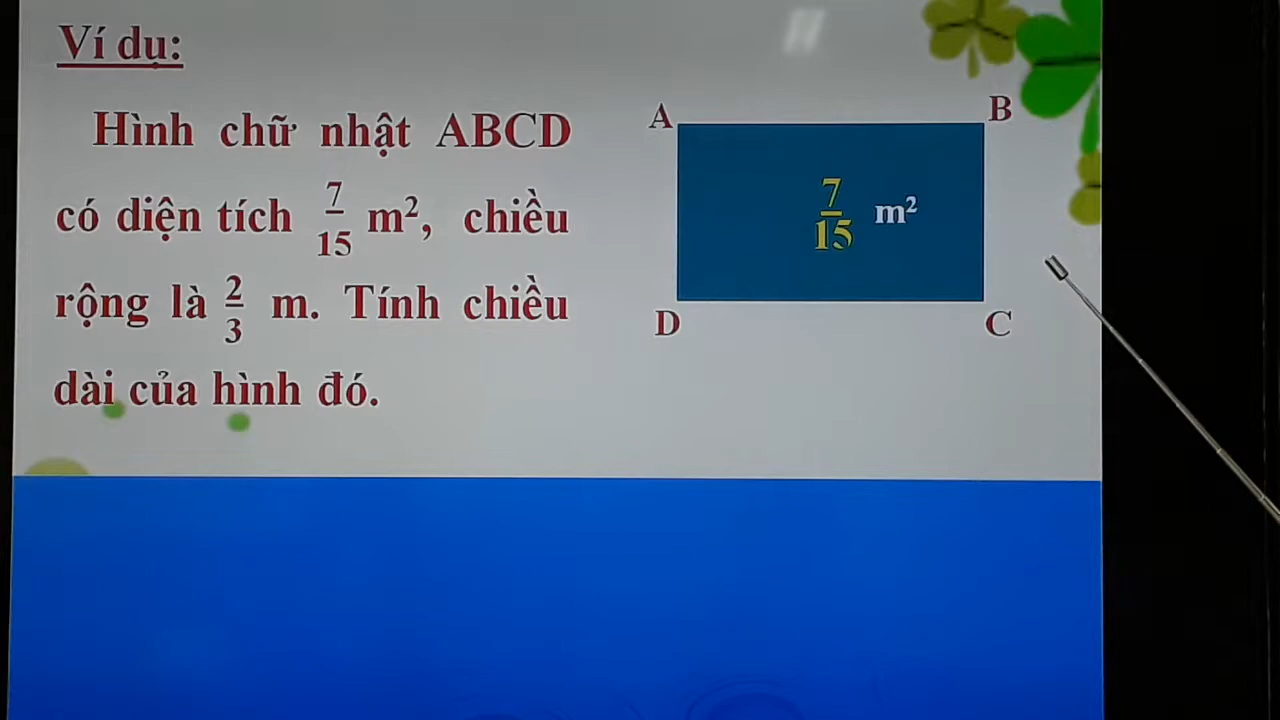 Ví dụ:
Hình chữ nhật ABCD
có diện tích 7/15 m², chiều
rộng là 2/3 m. Tính chiều
dài của hình đó.
A
B
7/15 m²
D
C